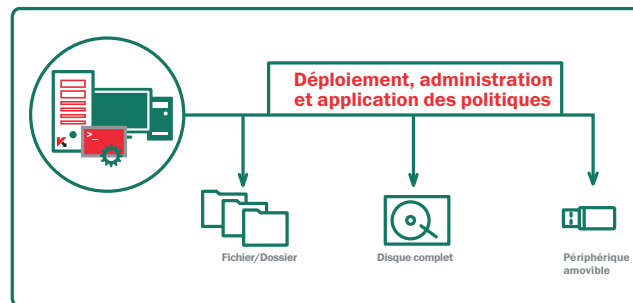 Déploiement, administration
et application des politiques
>_
Fichier/Dossier
Disque complet
Périphérique
amovible